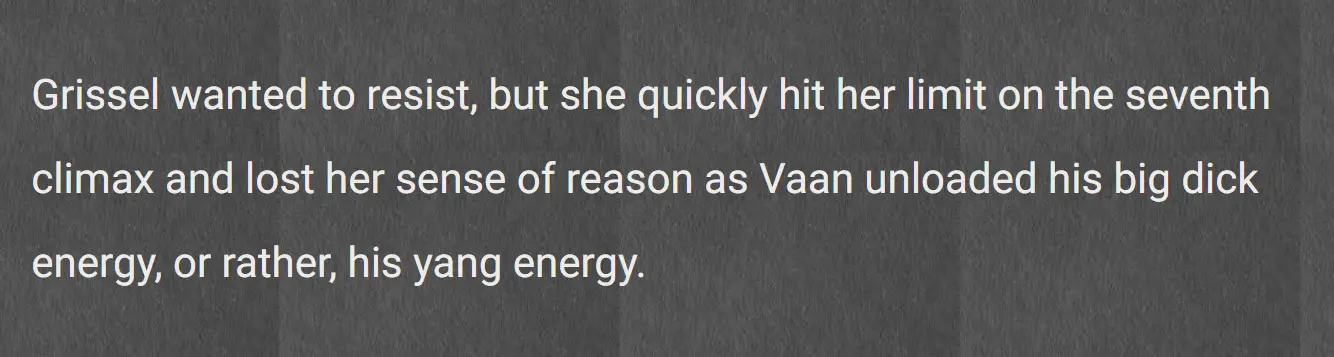 Grissel wanted to resist, but she quickly hit her limit on the seventh
climax and lost her sense of reason as Vaan unloaded his big dick
energy, or rather, his yang energy.